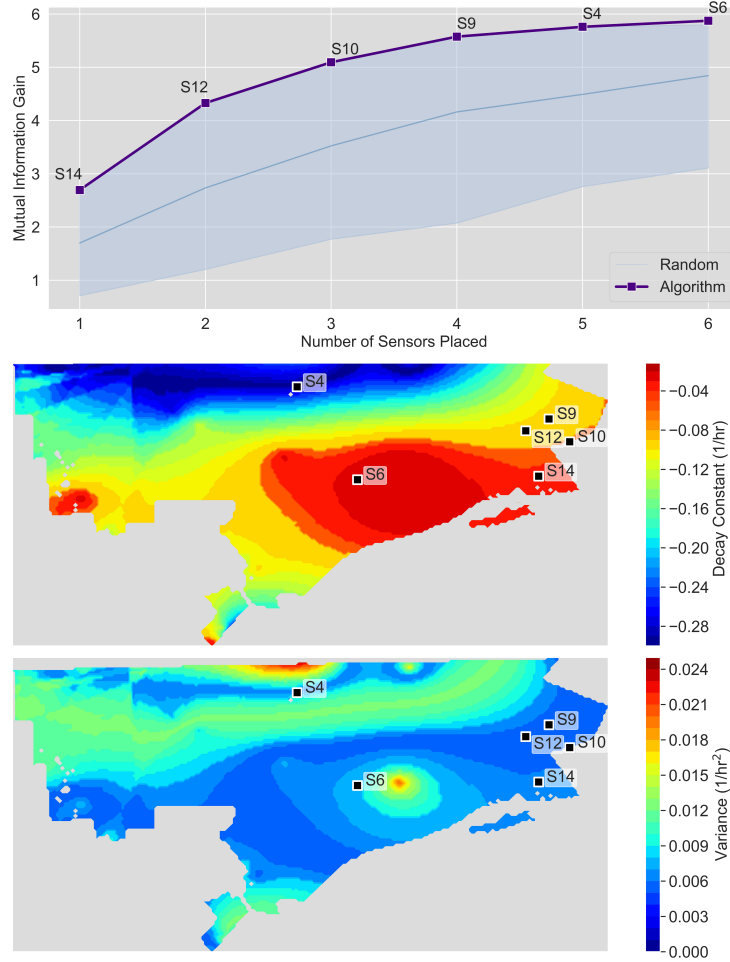 6
5
4
3
2
1
Mutual Information Gain
S14
S12
S10
S9
S4
S6
Random
Algorithm
1 2 3 4 5 6
Number of Sensors Placed
S4
S9
S12
S10
S6
S14
−0.04
−0.08
−0.12
−0.16
−0.20
−0.24
−0.28
Decay Constant (1/hr)
S4
S9
S12
S10
S6
S14
0.024
0.021
0.018
0.015
0.012
0.009
0.006
0.003
0.000
Variance (1/hr²)